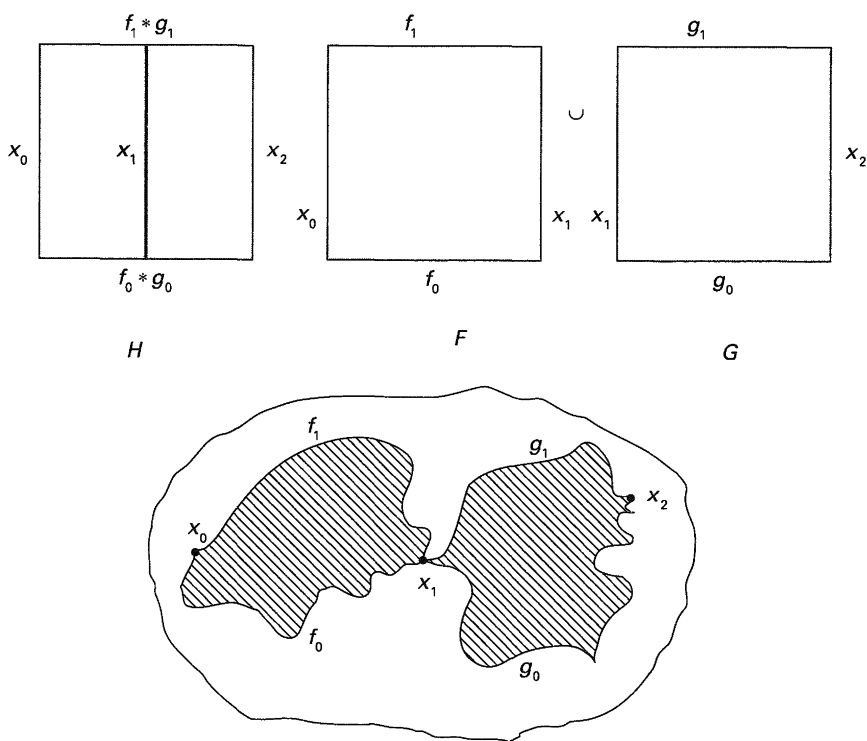 f₁ * g₁ f₁ g₁
∪
x₀ x₁ x₂ x₂
x₀ x₁ x₁
f₀ * g₀ f₀ g₀
H F G
f₁ g₁
x₂
x₀
x₁
f₀
g₀